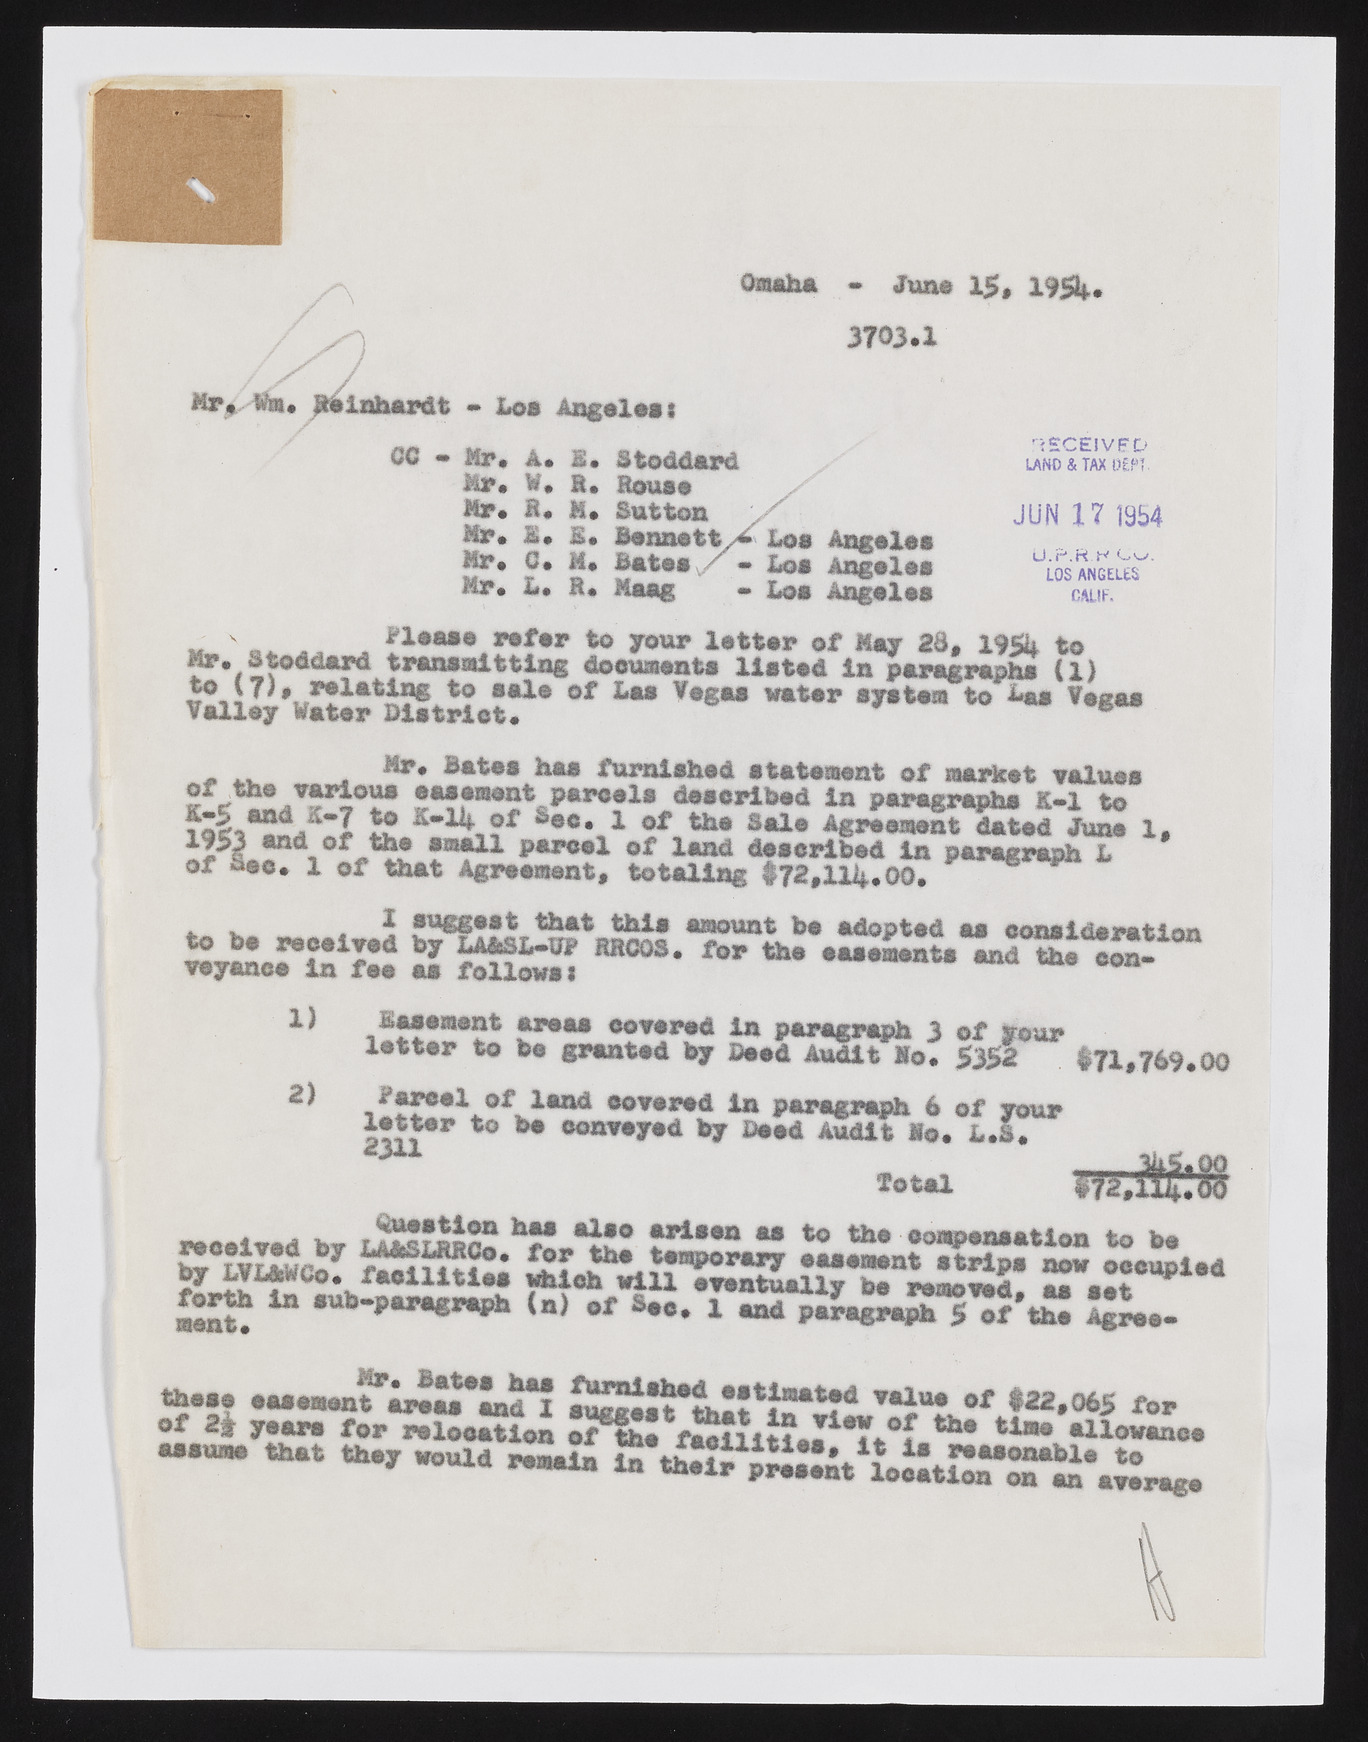 Omaha - June 15, 1954.
3703.1
Mr. Wm. Reinhardt - Los Angeles:
CC - Mr. A. E. Stoddard
Mr. W. R. Rouse
Mr. R. M. Sutton
Mr. E. E. Bennett - Los Angeles
Mr. C. M. Bates - Los Angeles
Mr. L. R. Maag - Los Angeles
RECEIVED
LAND & TAX DEPT.
JUN 17 1954
U.P.R.R CO.
LOS ANGELES
CALIF.
Please refer to your letter of May 28, 1954 to
Mr. Stoddard transmitting documents listed in paragraphs (1)
to (7), relating to sale of Las Vegas water system to Las Vegas
Valley Water District.
Mr. Bates has furnished statement of market values
of the various easement parcels described in paragraphs K-1 to
K-5 and K-7 to K-14 of Sec. 1 of the Sale Agreement dated June 1,
1953 and of the small parcel of land described in paragraph L
of Sec. 1 of that Agreement, totaling $72,114.00.
I suggest that this amount be adopted as consideration
to be received by LA&SL-UP RRCOS. for the easements and the con-
veyance in fee as follows:
1) Easement areas covered in paragraph 3 of your
letter to be granted by Deed Audit No. 5352 $71,769.00
2) Parcel of land covered in paragraph 6 of your
letter to be conveyed by Deed Audit No. L.S.
2311 345.00
Total $72,114.00
Question has also arisen as to the compensation to be
received by LA&SLRRCo. for the temporary easement strips now occupied
by LVL&WCo. facilities which will eventually be removed, as set
forth in sub-paragraph (n) of Sec. 1 and paragraph 5 of the Agree-
ment.
Mr. Bates has furnished estimated value of $22,065 for
these easement areas and I suggest that in view of the time allowance
of 2½ years for relocation of the facilities, it is reasonable to
assume that they would remain in their present location on an average